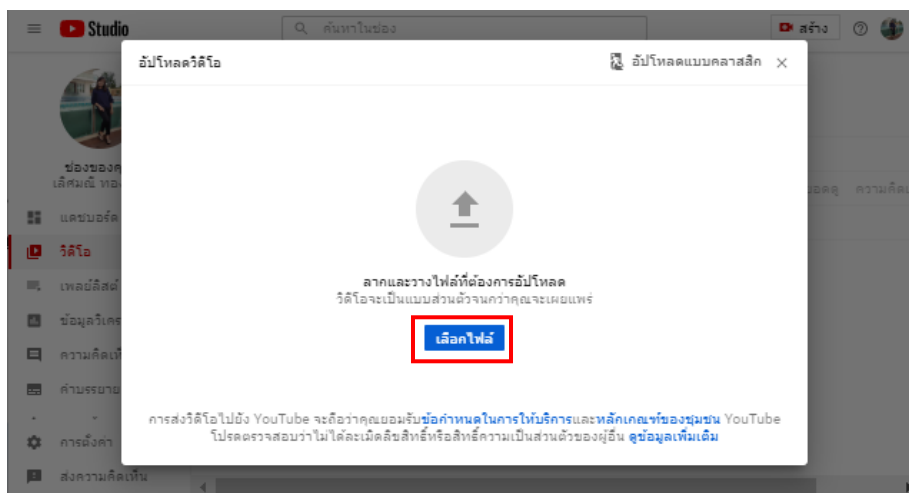 Studio
ค้นหาในช่อง
สร้าง
อัปโหลดวิดีโอ
อัปโหลดแบบคลาสสิก
ช่องของคุ
เลิศมณี ทอง
แดชบอร์ด
วิดีโอ
เพลย์ลิสต์
ข้อมูลวิเคร
ความคิดเห็
คำบรรยาย
การตั้งค่า
ส่งความคิดเห็น
ยอดดู ความคิดเ
ลากและวางไฟล์ที่ต้องการอัปโหลด
วิดีโอจะเป็นแบบส่วนตัวจนกว่าคุณจะเผยแพร่
เลือกไฟล์
การส่งวิดีโอไปยัง YouTube จะถือว่าคุณยอมรับข้อกำหนดในการให้บริการและหลักเกณฑ์ของชุมชน YouTube
โปรดตรวจสอบว่าไม่ได้ละเมิดลิขสิทธิ์หรือสิทธิ์ความเป็นส่วนตัวของผู้อื่น ดูข้อมูลเพิ่มเติม